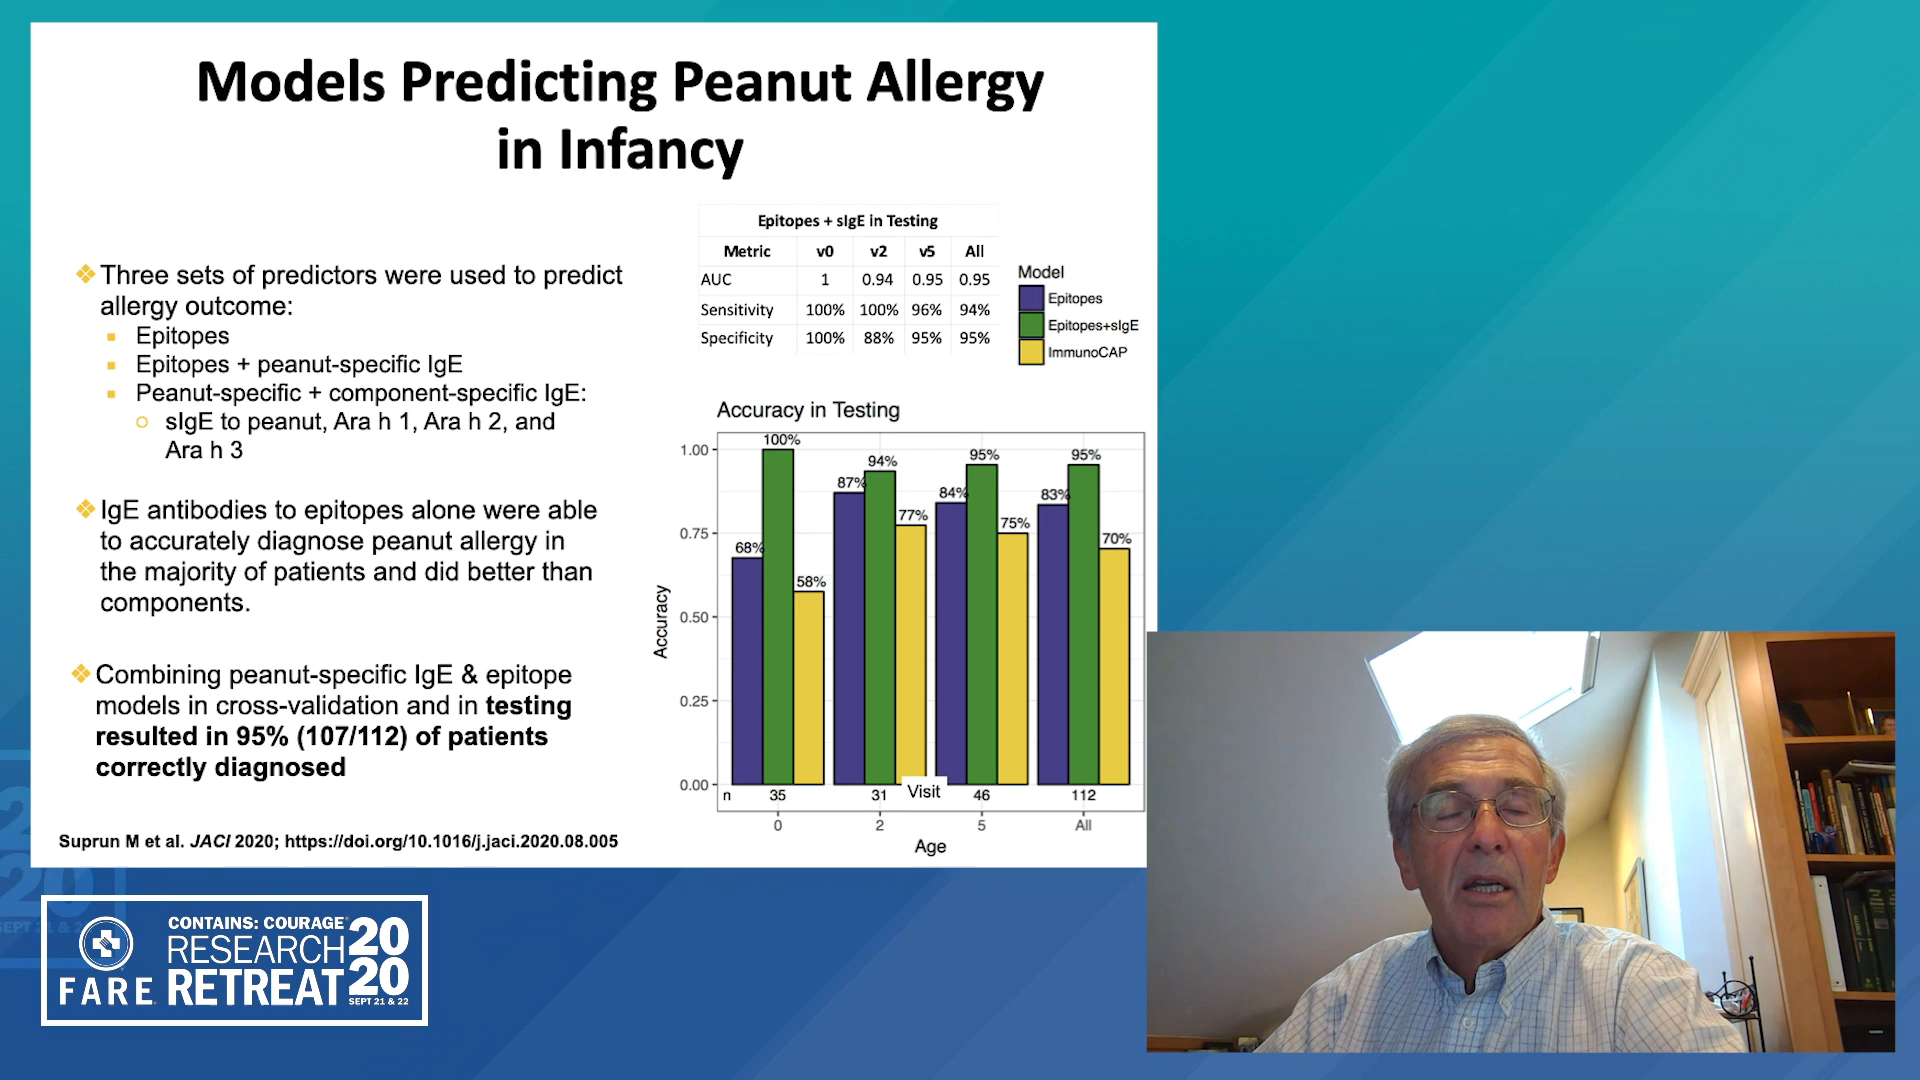 Models Predicting Peanut Allergy
in Infancy
Three sets of predictors were used to predict
allergy outcome:
Epitopes
Epitopes + peanut-specific IgE
Peanut-specific + component-specific IgE:
sIgE to peanut, Ara h 1, Ara h 2, and
Ara h 3
IgE antibodies to epitopes alone were able
to accurately diagnose peanut allergy in
the majority of patients and did better than
components.
Combining peanut-specific IgE & epitope
models in cross-validation and in testing
resulted in 95% (107/112) of patients
correctly diagnosed
Suprun M et al. JACI 2020; https://doi.org/10.1016/j.jaci.2020.08.005
Epitopes + sIgE in Testing
Metric v0 v2 v5 All
AUC 1 0.94 0.95 0.95
Sensitivity 100% 100% 96% 94%
Specificity 100% 88% 95% 95%
Model
Epitopes
Epitopes+sIgE
ImmunoCAP
Accuracy in Testing
Accuracy
1.00
0.75
0.50
0.25
0.00
68% 100% 58%
87% 94% 77%
84% 95% 75%
83% 95% 70%
n 35 31 Visit 46 112
0 2 5 All
Age
FARE
CONTAINS: COURAGE
RESEARCH
RETREAT
20
20
SEPT 21 & 22